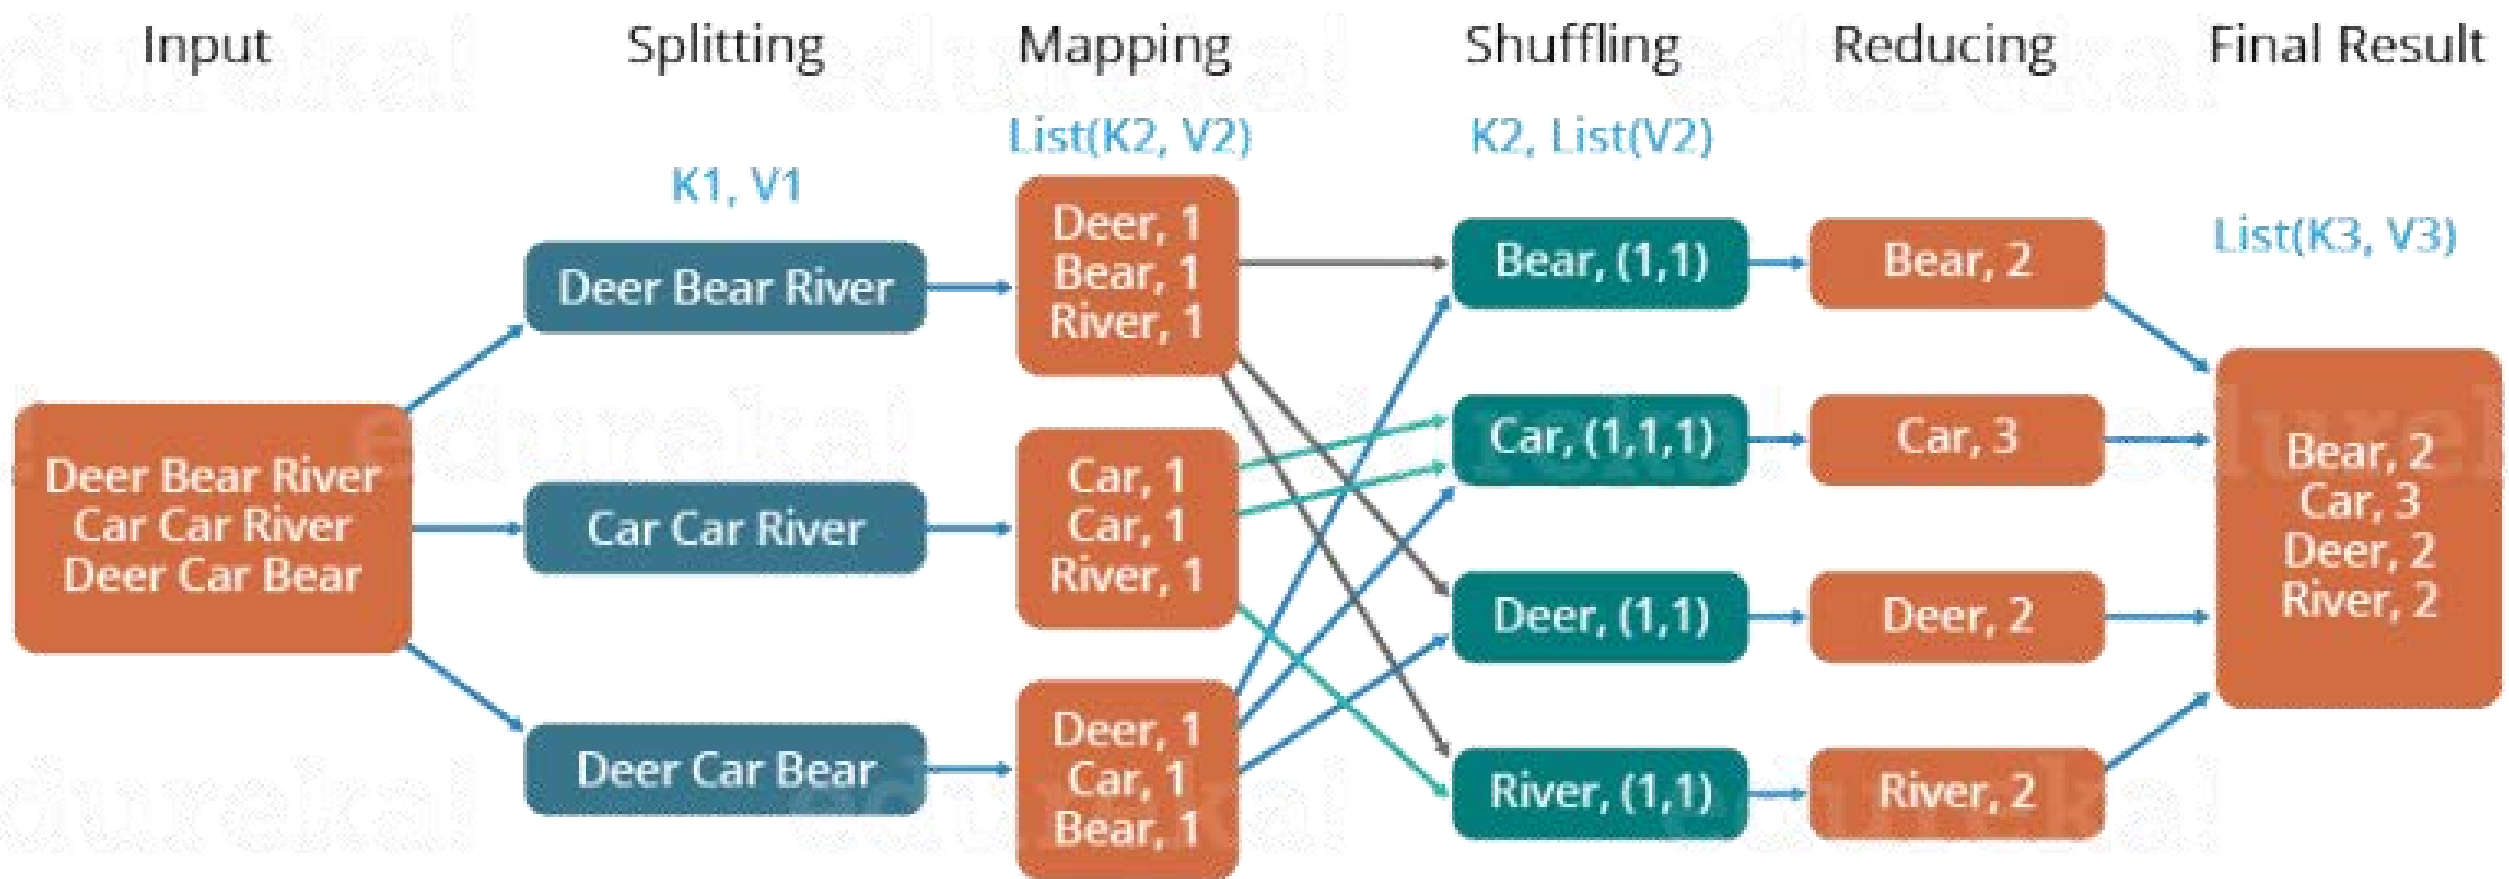 Input
Splitting
Mapping
Shuffling
Reducing
Final Result
K1, V1
List(K2, V2)
K2, List(V2)
List(K3, V3)
Deer Bear River
Car Car River
Deer Car Bear
Deer Bear River
Car Car River
Deer Car Bear
Deer, 1
Bear, 1
River, 1
Car, 1
Car, 1
River, 1
Deer, 1
Car, 1
Bear, 1
Bear, (1,1)
Car, (1,1,1)
Deer, (1,1)
River, (1,1)
Bear, 2
Car, 3
Deer, 2
River, 2
Bear, 2
Car, 3
Deer, 2
River, 2
edureka!